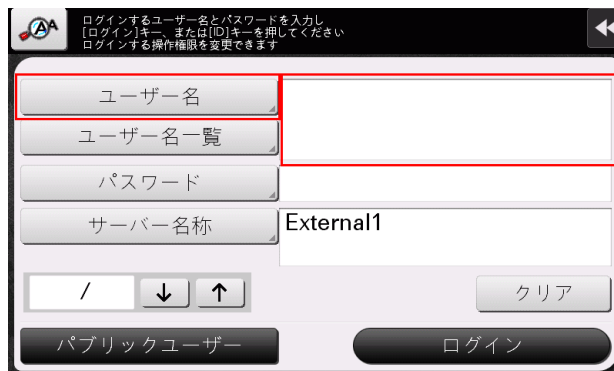 ログインするユーザー名とパスワードを入力し
[ログイン]キー、または[ID]キーを押してください
ログインする操作権限を変更できます
ユーザー名
ユーザー名一覧
パスワード
サーバー名称
External1
/ ↓ ↑
クリア
パブリックユーザー
ログイン